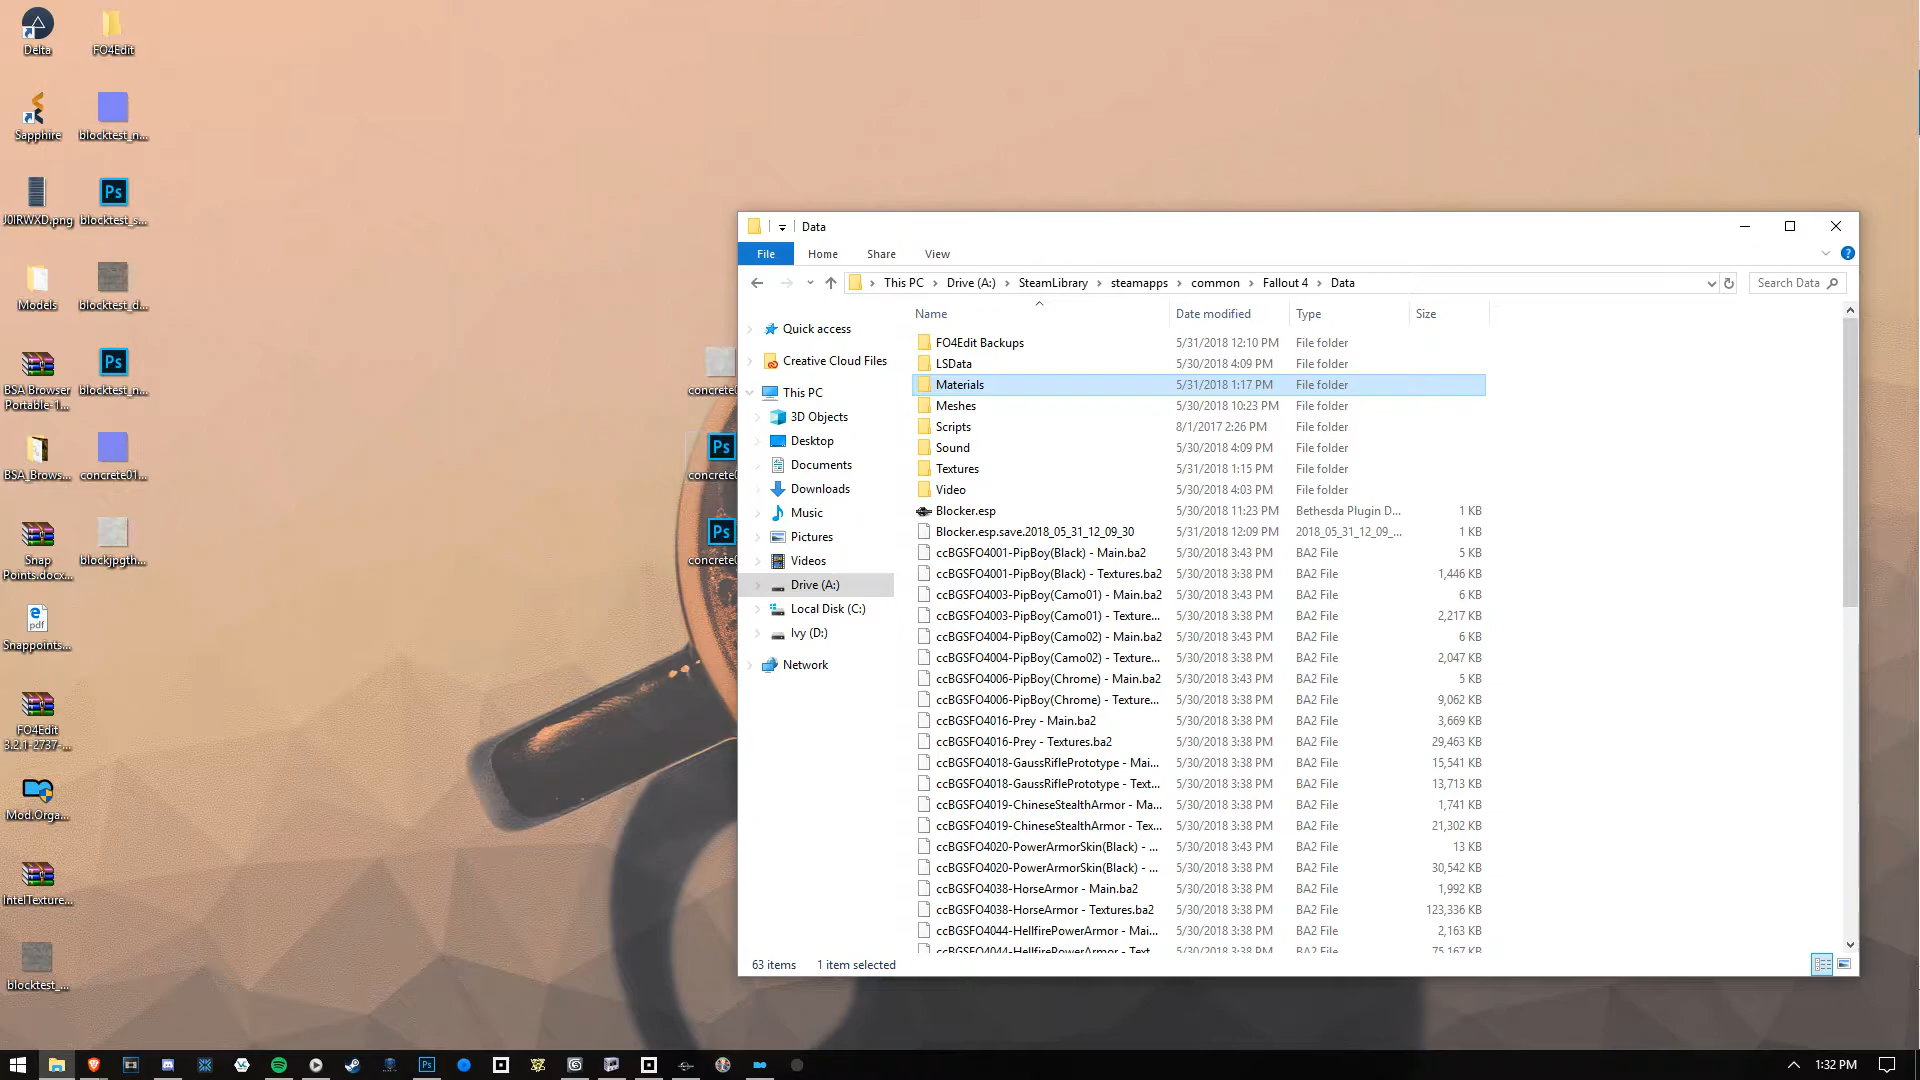 Delta
FO4Edit
Sapphire
blocktest_n...
J0IRWXD.png
blocktest_s...
Models
blocktest_d...
BSA Browser
Portable-1...
blocktest_n...
BSA_Brows...
concrete01...
Snap
Points.docx...
blockjpgth...
Snappoints...
FO4Edit
3.2.1-2737-...
Mod.Orga...
IntelTexture...
blocktest_...
concrete0
concrete0
concrete0
Data
File
Home
Share
View
This PC
Drive (A:)
SteamLibrary
steamapps
common
Fallout 4
Data
Search Data
Quick access
Creative Cloud Files
This PC
3D Objects
Desktop
Documents
Downloads
Music
Pictures
Videos
Drive (A:)
Local Disk (C:)
Ivy (D:)
Network
Name Date modified Type Size
FO4Edit Backups 5/31/2018 12:10 PM File folder
LSData 5/30/2018 4:09 PM File folder
Materials 5/31/2018 1:17 PM File folder
Meshes 5/30/2018 10:23 PM File folder
Scripts 8/1/2017 2:26 PM File folder
Sound 5/30/2018 4:09 PM File folder
Textures 5/31/2018 1:15 PM File folder
Video 5/30/2018 4:03 PM File folder
Blocker.esp 5/30/2018 11:23 PM Bethesda Plugin D... 1 KB
Blocker.esp.save.2018_05_31_12_09_30 5/31/2018 12:09 PM 2018_05_31_12_09_... 1 KB
ccBGSFO4001-PipBoy(Black) - Main.ba2 5/30/2018 3:43 PM BA2 File 5 KB
ccBGSFO4001-PipBoy(Black) - Textures.ba2 5/30/2018 3:38 PM BA2 File 1,446 KB
ccBGSFO4003-PipBoy(Camo01) - Main.ba2 5/30/2018 3:43 PM BA2 File 6 KB
ccBGSFO4003-PipBoy(Camo01) - Texture... 5/30/2018 3:38 PM BA2 File 2,217 KB
ccBGSFO4004-PipBoy(Camo02) - Main.ba2 5/30/2018 3:43 PM BA2 File 6 KB
ccBGSFO4004-PipBoy(Camo02) - Texture... 5/30/2018 3:38 PM BA2 File 2,047 KB
ccBGSFO4006-PipBoy(Chrome) - Main.ba2 5/30/2018 3:43 PM BA2 File 5 KB
ccBGSFO4006-PipBoy(Chrome) - Texture... 5/30/2018 3:38 PM BA2 File 9,062 KB
ccBGSFO4016-Prey - Main.ba2 5/30/2018 3:38 PM BA2 File 3,669 KB
ccBGSFO4016-Prey - Textures.ba2 5/30/2018 3:38 PM BA2 File 29,463 KB
ccBGSFO4018-GaussRiflePrototype - Mai... 5/30/2018 3:38 PM BA2 File 15,541 KB
ccBGSFO4018-GaussRiflePrototype - Text... 5/30/2018 3:38 PM BA2 File 13,713 KB
ccBGSFO4019-ChineseStealthArmor - Ma... 5/30/2018 3:38 PM BA2 File 1,741 KB
ccBGSFO4019-ChineseStealthArmor - Tex... 5/30/2018 3:38 PM BA2 File 21,302 KB
ccBGSFO4020-PowerArmorSkin(Black) - ... 5/30/2018 3:43 PM BA2 File 13 KB
ccBGSFO4020-PowerArmorSkin(Black) - ... 5/30/2018 3:38 PM BA2 File 30,542 KB
ccBGSFO4038-HorseArmor - Main.ba2 5/30/2018 3:38 PM BA2 File 1,992 KB
ccBGSFO4038-HorseArmor - Textures.ba2 5/30/2018 3:38 PM BA2 File 123,336 KB
ccBGSFO4044-HellfirePowerArmor - Mai... 5/30/2018 3:38 PM BA2 File 2,163 KB
ccBGSFO4044-HellfirePowerArmor - Text... 5/30/2018 3:38 PM BA2 File 75,167 KB
63 items
1 item selected
1:32 PM